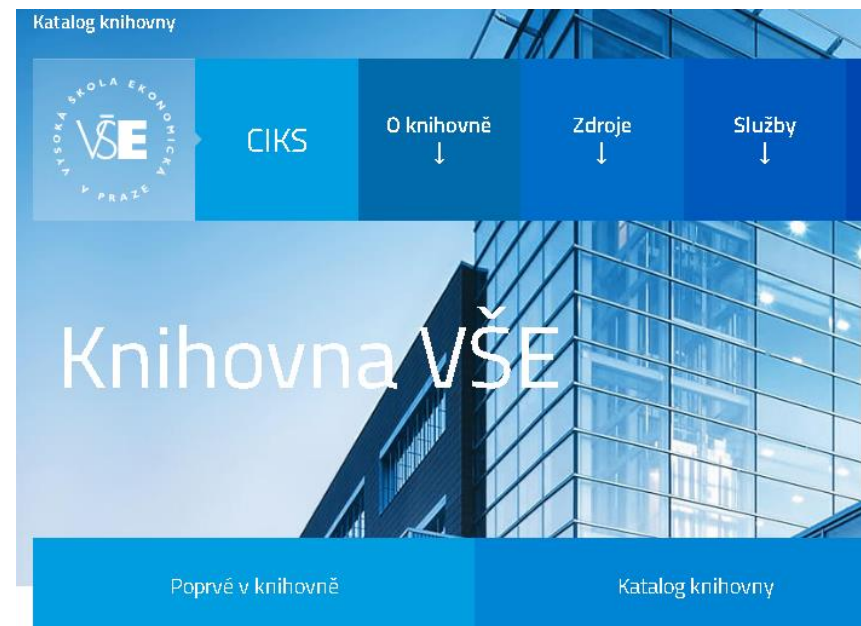 Katalog knihovny
VYSOKÁ ŠKOLA EKONOMICKÁ V PRAZE
VŠE
CIKS
O knihovně
↓
Zdroje
↓
Služby
↓
Knihovna VŠE
Poprvé v knihovně
Katalog knihovny